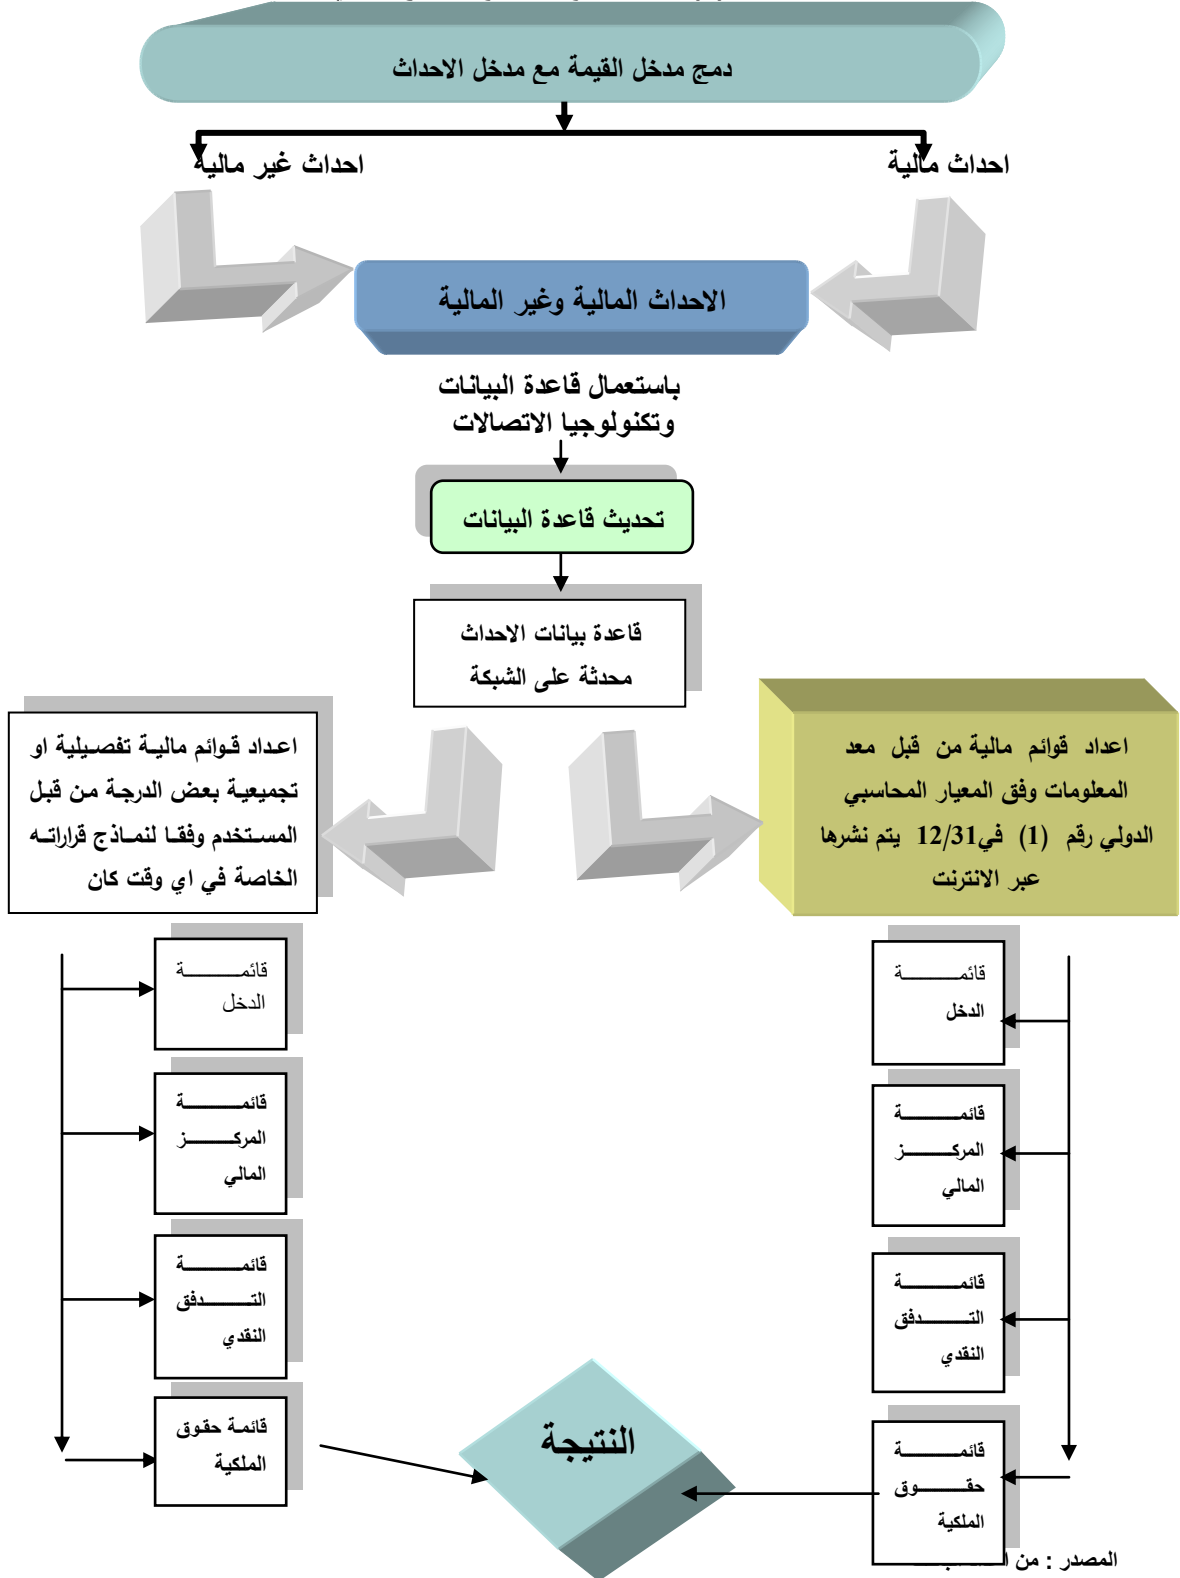 دمج مدخل القيمة مع مدخل الاحداث
احداث مالية
احداث غير مالية
الاحداث المالية وغير المالية
باستعمال قاعدة البيانات
وتكنولوجيا الاتصالات
تحديث قاعدة البيانات
قاعدة بيانات الاحداث
محدثة على الشبكة
اعداد قوائم مالية من قبل معد
المعلومات وفق المعيار المحاسبي
الدولي رقم (1) في12/31 يتم نشرها
عبر الانترنت
اعداد قوائم مالية تفصيلية او
تجميعية بعض الدرجة من قبل
المستخدم وفقا لنماذج قراراته
الخاصة في اي وقت كان
قائمة
الدخل
قائمة
المركز
المالي
قائمة
التدفق
النقدي
قائمة
حقوق
الملكية
قائمة
الدخل
قائمة
المركز
المالي
قائمة
التدفق
النقدي
قائمة حقوق
الملكية
النتيجة
المصدر : من